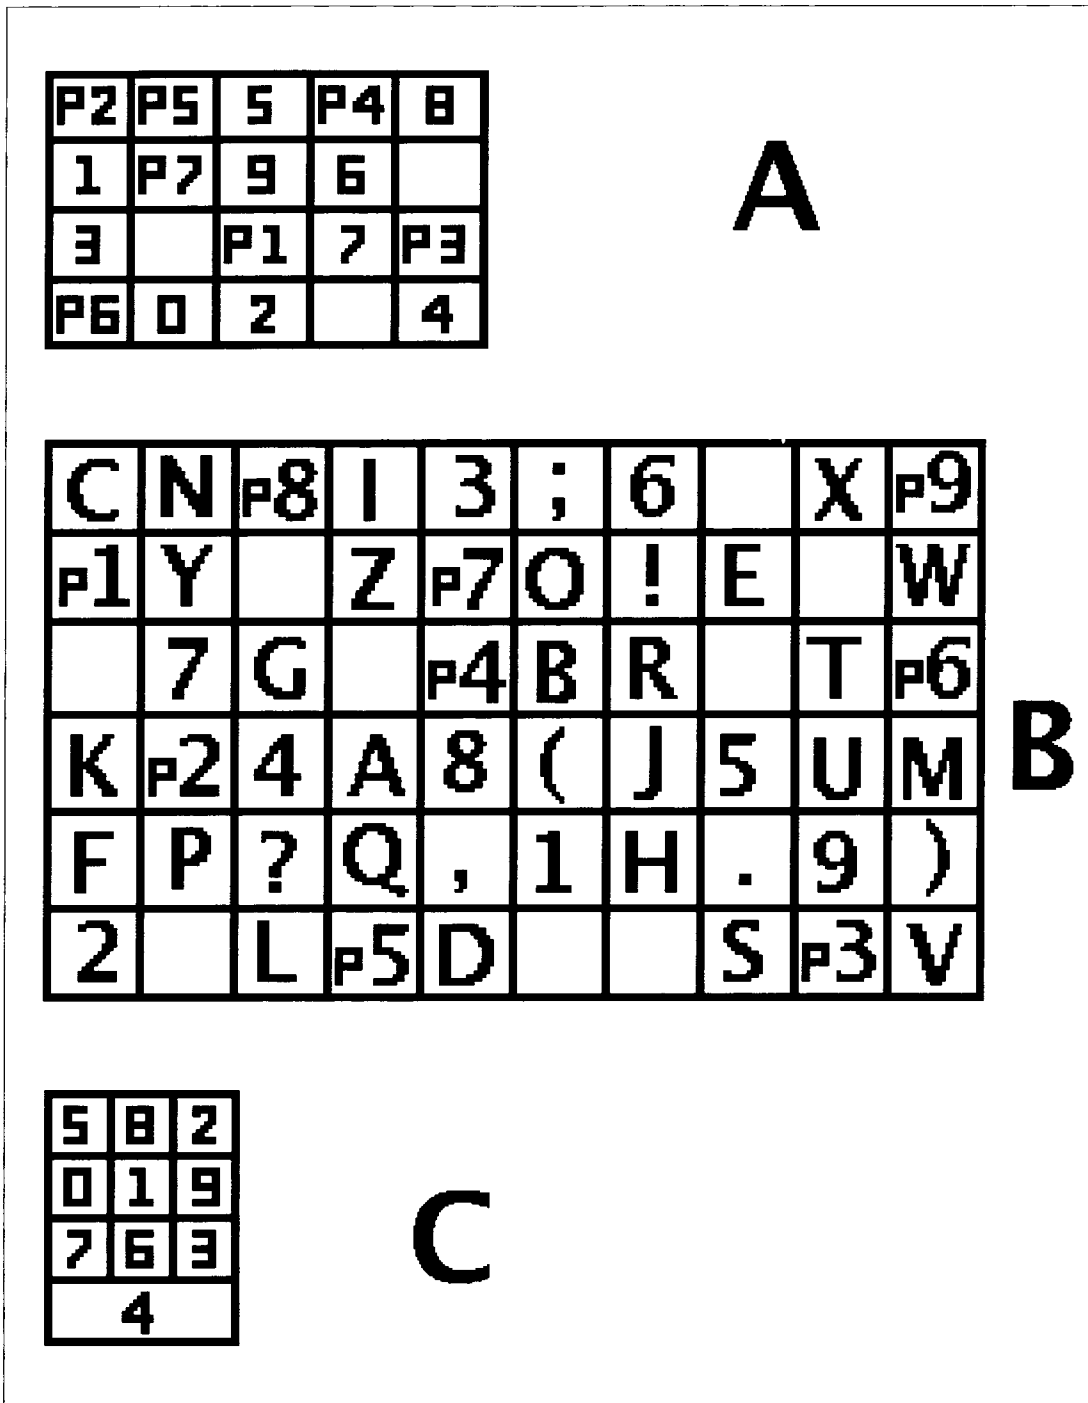 P2 P5 5 P4 8
1 P7 9 6
3 P1 7 P3
P6 0 2 4
A
C N P8 I 3 ; 6 X P9
P1 Y Z P7 O ! E W
7 G P4 B R T P6
K P2 4 A 8 ( J 5 U M
F P ? Q , 1 H . 9 )
2 L P5 D S P3 V
B
5 8 2
0 1 9
7 6 3
4
C